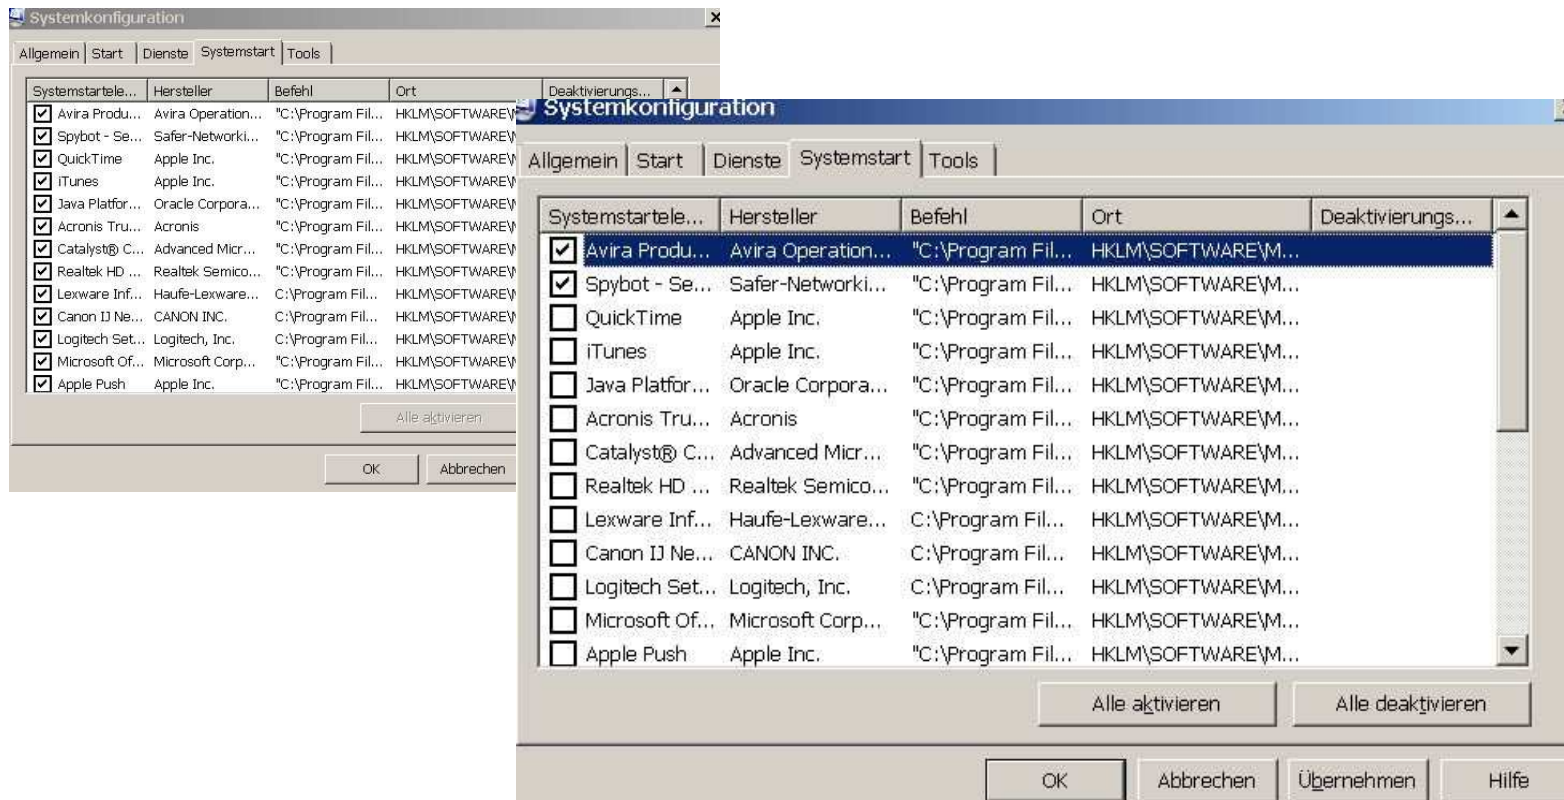 Systemkonfiguration
Allgemein Start Dienste Systemstart Tools
Systemstartele... Hersteller Befehl Ort Deaktivierungs...
Avira Produ... Avira Operation... "C:\Program Fil... HKLM\SOFTWARE\
Spybot - Se... Safer-Networki... "C:\Program Fil... HKLM\SOFTWARE\
QuickTime Apple Inc. "C:\Program Fil... HKLM\SOFTWARE\
iTunes Apple Inc. "C:\Program Fil... HKLM\SOFTWARE\
Java Platfor... Oracle Corpora... "C:\Program Fil... HKLM\SOFTWARE\
Acronis Tru... Acronis "C:\Program Fil... HKLM\SOFTWARE\
Catalyst® C... Advanced Micr... "C:\Program Fil... HKLM\SOFTWARE\
Realtek HD ... Realtek Semico... "C:\Program Fil... HKLM\SOFTWARE\
Lexware Inf... Haufe-Lexware... C:\Program Fil... HKLM\SOFTWARE\
Canon IJ Ne... CANON INC. C:\Program Fil... HKLM\SOFTWARE\
Logitech Set... Logitech, Inc. C:\Program Fil... HKLM\SOFTWARE\
Microsoft Of... Microsoft Corp... "C:\Program Fil... HKLM\SOFTWARE\
Apple Push Apple Inc. "C:\Program Fil... HKLM\SOFTWARE\
Alle aktivieren
OK Abbrechen
Systemkonfiguration
Allgemein Start Dienste Systemstart Tools
Systemstartele... Hersteller Befehl Ort Deaktivierungs...
Avira Produ... Avira Operation... "C:\Program Fil... HKLM\SOFTWARE\M...
Spybot - Se... Safer-Networki... "C:\Program Fil... HKLM\SOFTWARE\M...
QuickTime Apple Inc. "C:\Program Fil... HKLM\SOFTWARE\M...
iTunes Apple Inc. "C:\Program Fil... HKLM\SOFTWARE\M...
Java Platfor... Oracle Corpora... "C:\Program Fil... HKLM\SOFTWARE\M...
Acronis Tru... Acronis "C:\Program Fil... HKLM\SOFTWARE\M...
Catalyst® C... Advanced Micr... "C:\Program Fil... HKLM\SOFTWARE\M...
Realtek HD ... Realtek Semico... "C:\Program Fil... HKLM\SOFTWARE\M...
Lexware Inf... Haufe-Lexware... C:\Program Fil... HKLM\SOFTWARE\M...
Canon IJ Ne... CANON INC. C:\Program Fil... HKLM\SOFTWARE\M...
Logitech Set... Logitech, Inc. C:\Program Fil... HKLM\SOFTWARE\M...
Microsoft Of... Microsoft Corp... "C:\Program Fil... HKLM\SOFTWARE\M...
Apple Push Apple Inc. "C:\Program Fil... HKLM\SOFTWARE\M...
Alle aktivieren Alle deaktivieren
OK Abbrechen Übernehmen Hilfe